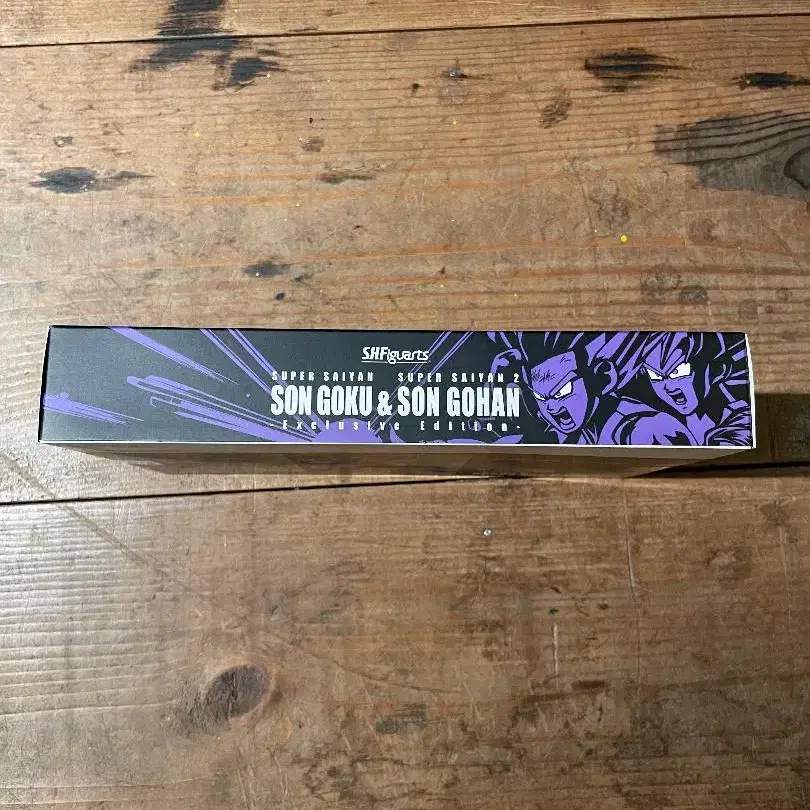 S.H.Figuarts
SUPER SAIYAN SUPER SAIYAN 2
SON GOKU & SON GOHAN
-Exclusive Edition-